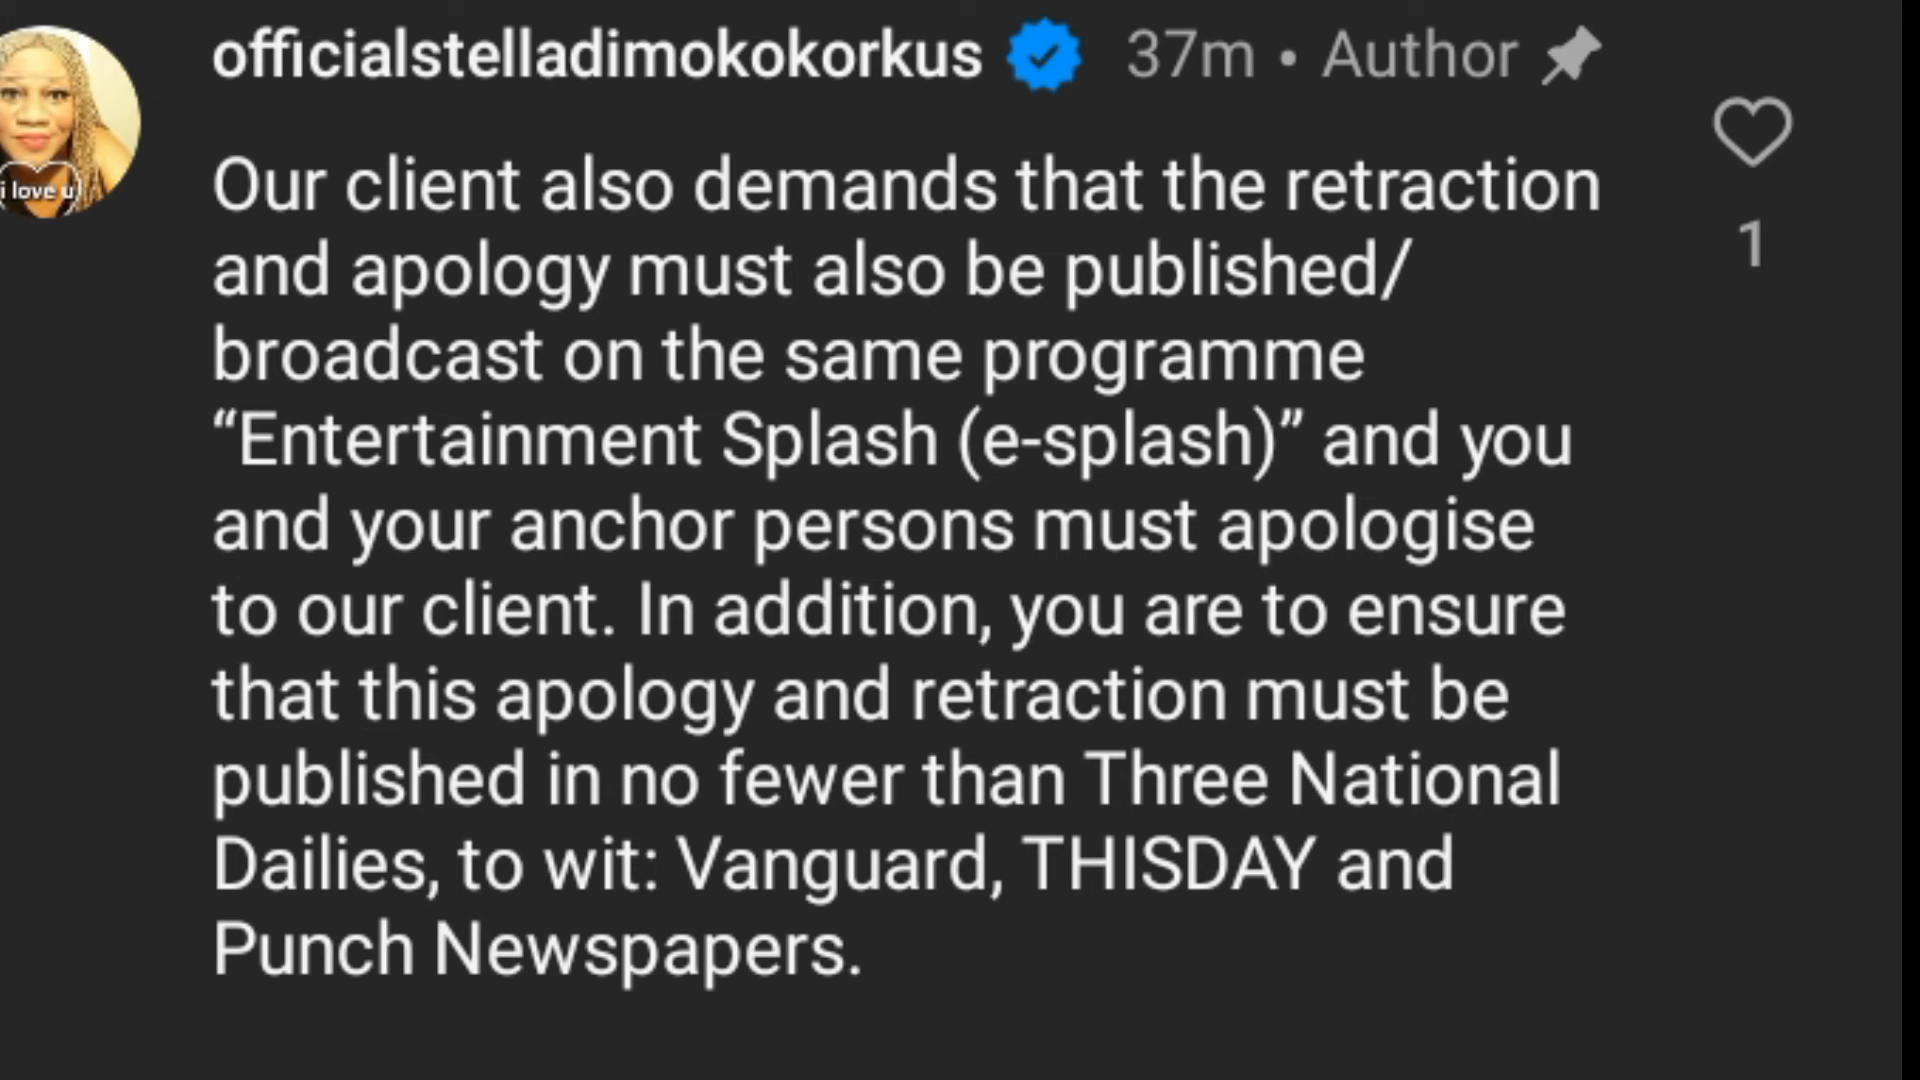 officialstelladimokokorkus 37m • Author
i love u
1
Our client also demands that the retraction
and apology must also be published/
broadcast on the same programme
“Entertainment Splash (e-splash)” and you
and your anchor persons must apologise
to our client. In addition, you are to ensure
that this apology and retraction must be
published in no fewer than Three National
Dailies, to wit: Vanguard, THISDAY and
Punch Newspapers.